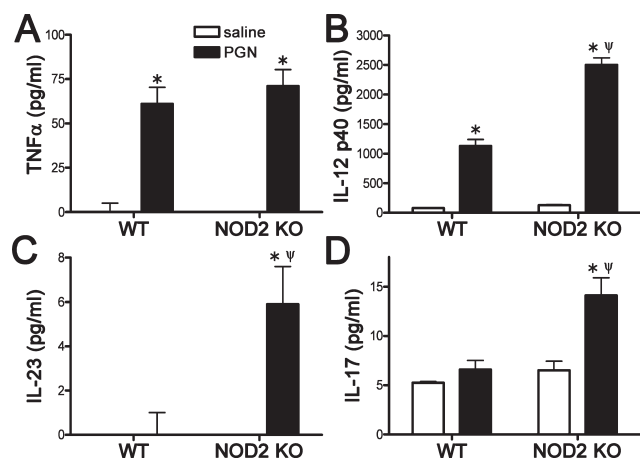 A
TNFα (pg/ml)
100
75
50
25
0
saline
PGN
*
*
WT
NOD2 KO
B
IL-12 p40 (pg/ml)
3000
2500
2000
1500
1000
500
0
*
* ψ
WT
NOD2 KO
C
IL-23 (pg/ml)
8
6
4
2
0
* ψ
WT
NOD2 KO
D
IL-17 (pg/ml)
15
10
5
0
* ψ
WT
NOD2 KO